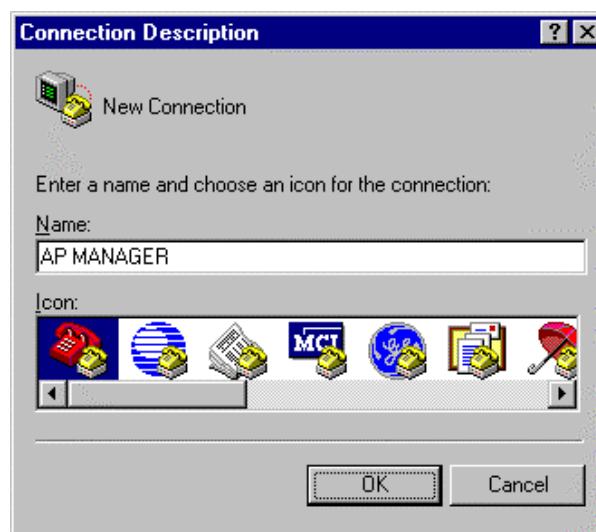 Connection Description
New Connection
Enter a name and choose an icon for the connection:
Name:
AP MANAGER
Icon:
MCI
OK Cancel